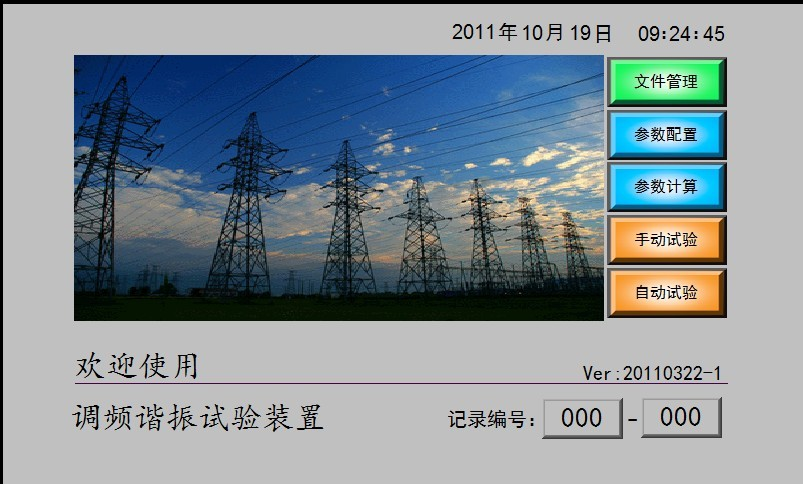 2011年10月19日 09:24:45
文件管理
参数配置
参数计算
手动试验
自动试验
欢迎使用
Ver:20110322-1
调频谐振试验装置
记录编号: 000 - 000